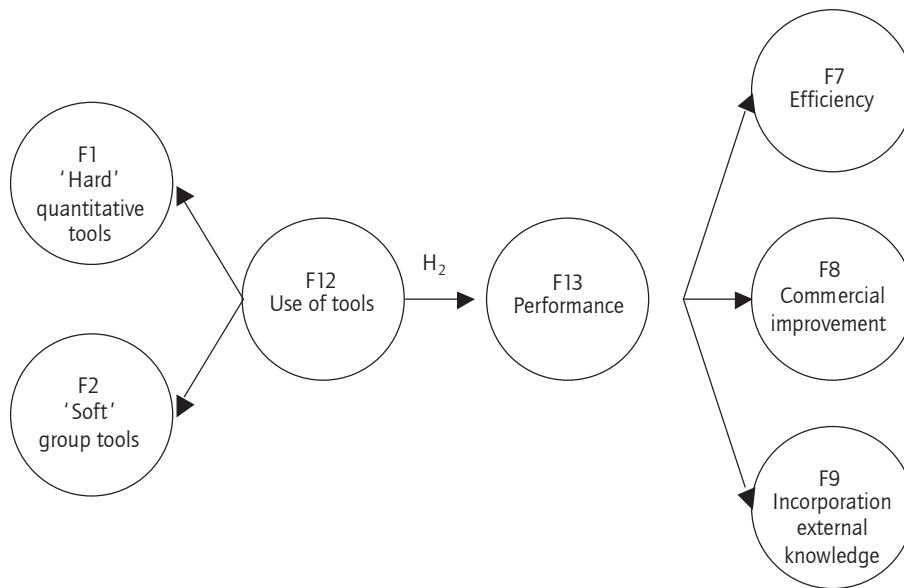 F1
'Hard'
quantitative
tools
F2
'Soft'
group tools
F12
Use of tools
H₂
F13
Performance
F7
Efficiency
F8
Commercial
improvement
F9
Incorporation
external
knowledge